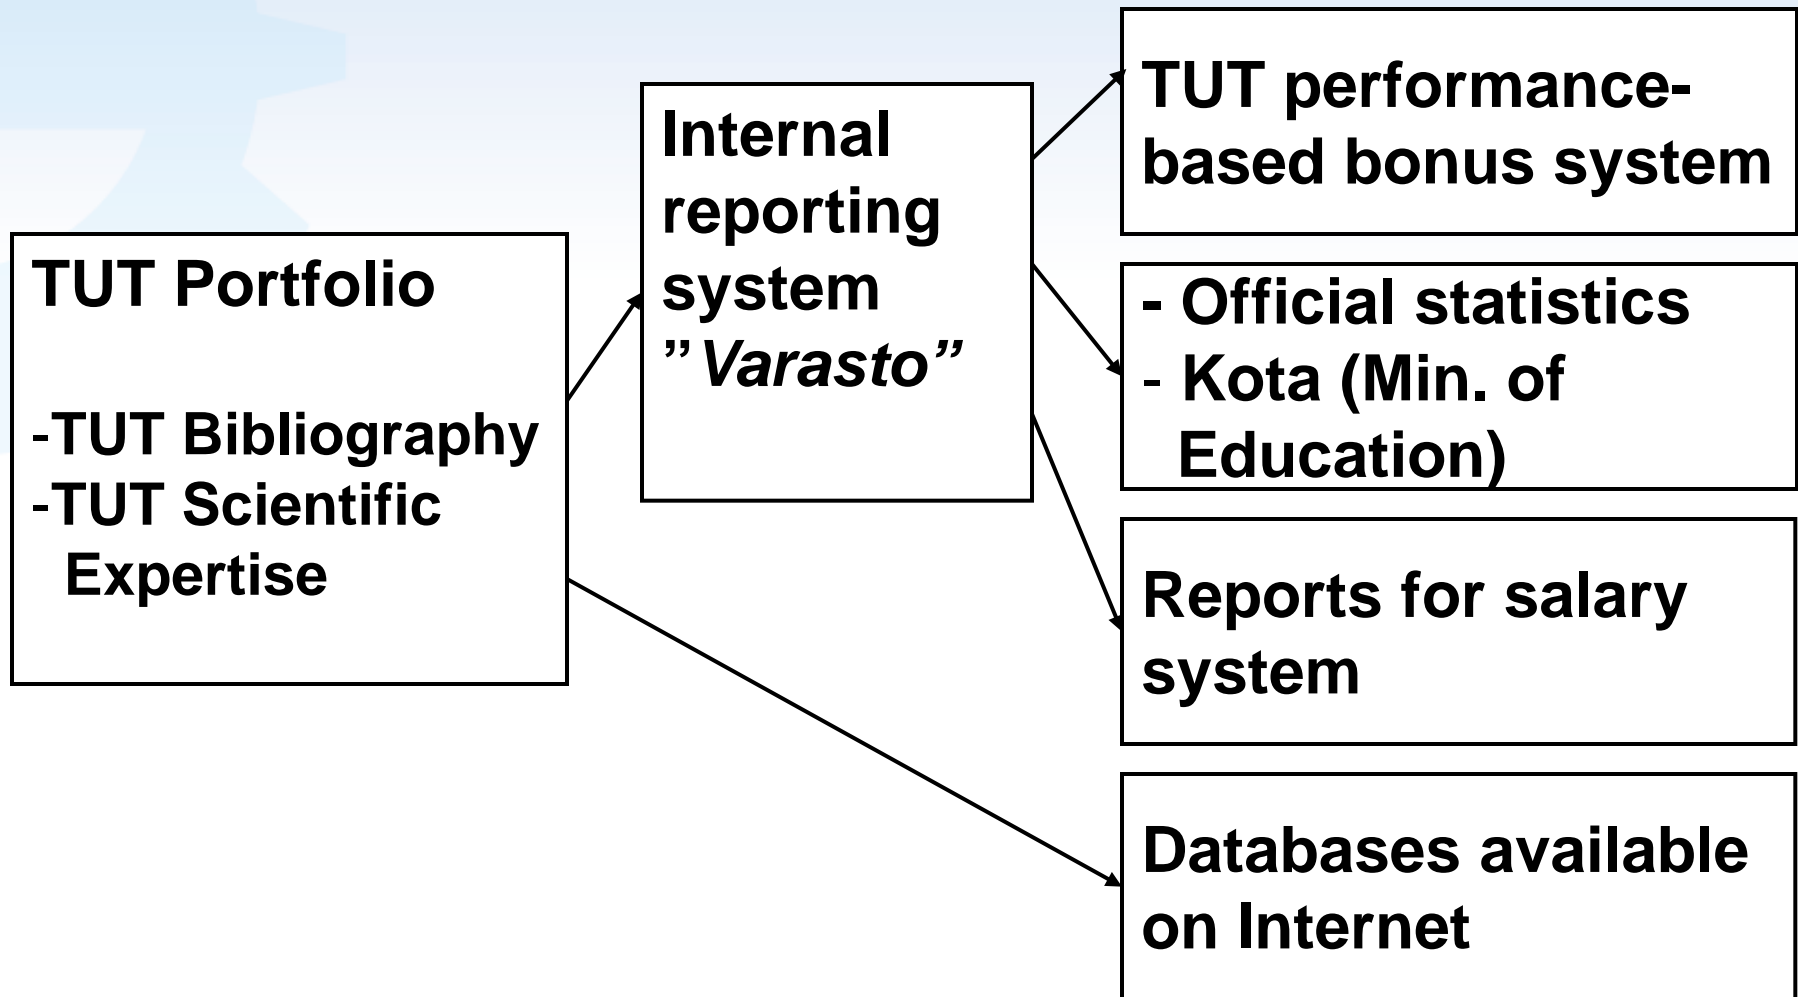 TUT Portfolio
-TUT Bibliography
-TUT Scientific
Expertise
Internal
reporting
system
”Varasto”
TUT performance-
based bonus system
- Official statistics
- Kota (Min. of
Education)
Reports for salary
system
Databases available
on Internet